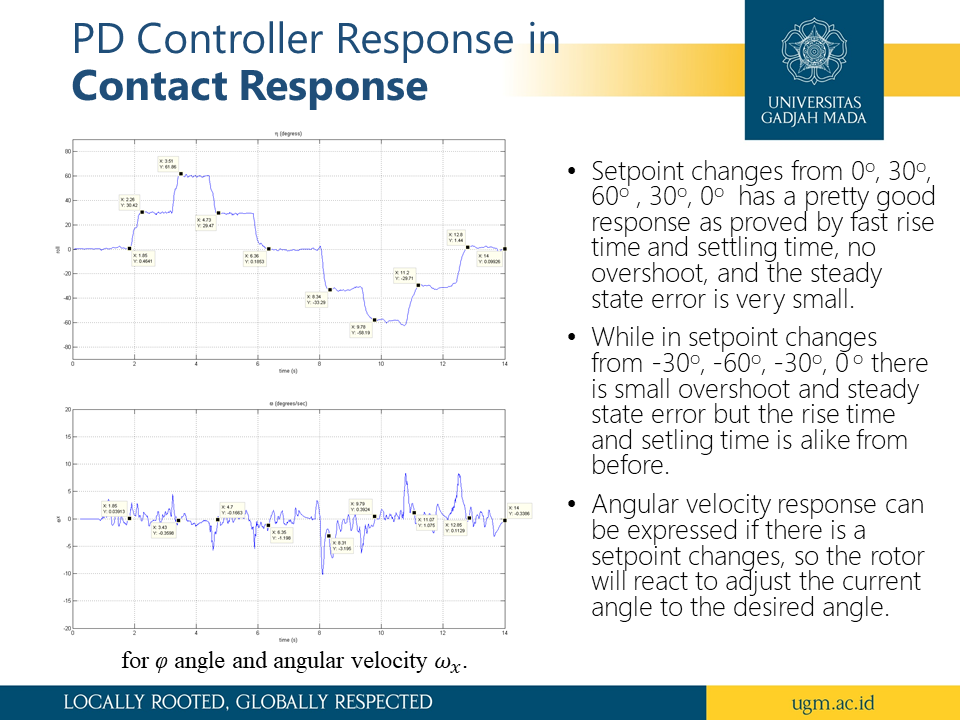 PD Controller Response in
Contact Response
UNIVERSITAS
GADJAH MADA
η (degrees)
80
60
40
20
0
-20
-40
-60
-80
roll
X: 1.85
Y: 0.4641
X: 2.26
Y: 30.42
X: 3.51
Y: 61.86
X: 4.73
Y: 29.47
X: 6.36
Y: 0.1853
X: 8.34
Y: -33.29
X: 9.78
Y: -58.19
X: 11.2
Y: -29.71
X: 12.8
Y: 1.44
X: 14
0 2 4 6 8 10 12 14
time (s)
ω (degrees/sec)
20
15
10
5
0
-5
-10
-15
-20
X: 1.85
Y: 0.03913
X: 3.43
Y: -0.3598
X: 4.7
Y: -0.1663
X: 6.35
Y: -1.198
X: 8.31
Y: -3.195
X: 9.79
Y: 0.3924
X: 11.07
Y: 1.075
X: 12.85
Y: 0.1129
X: 14
Y: -0.3386
0 2 4 6 8 10 12 14
time (s)
for φ angle and angular velocity ωₓ.
• Setpoint changes from 0º, 30º,
60º , 30º, 0º has a pretty good
response as proved by fast rise
time and settling time, no
overshoot, and the steady
state error is very small.
• While in setpoint changes
from -30º, -60º, -30º, 0 º there
is small overshoot and steady
state error but the rise time
and setling time is alike from
before.
• Angular velocity response can
be expressed if there is a
setpoint changes, so the rotor
will react to adjust the current
angle to the desired angle.
LOCALLY ROOTED, GLOBALLY RESPECTED
ugm.ac.id